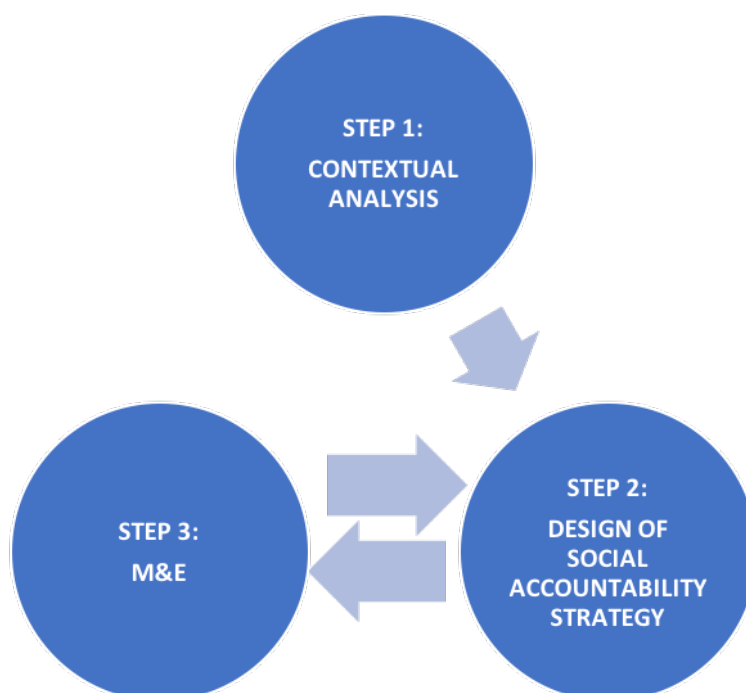 STEP 1:
CONTEXTUAL
ANALYSIS
STEP 2:
DESIGN OF
SOCIAL
ACCOUNTABILITY
STRATEGY
STEP 3:
M&E